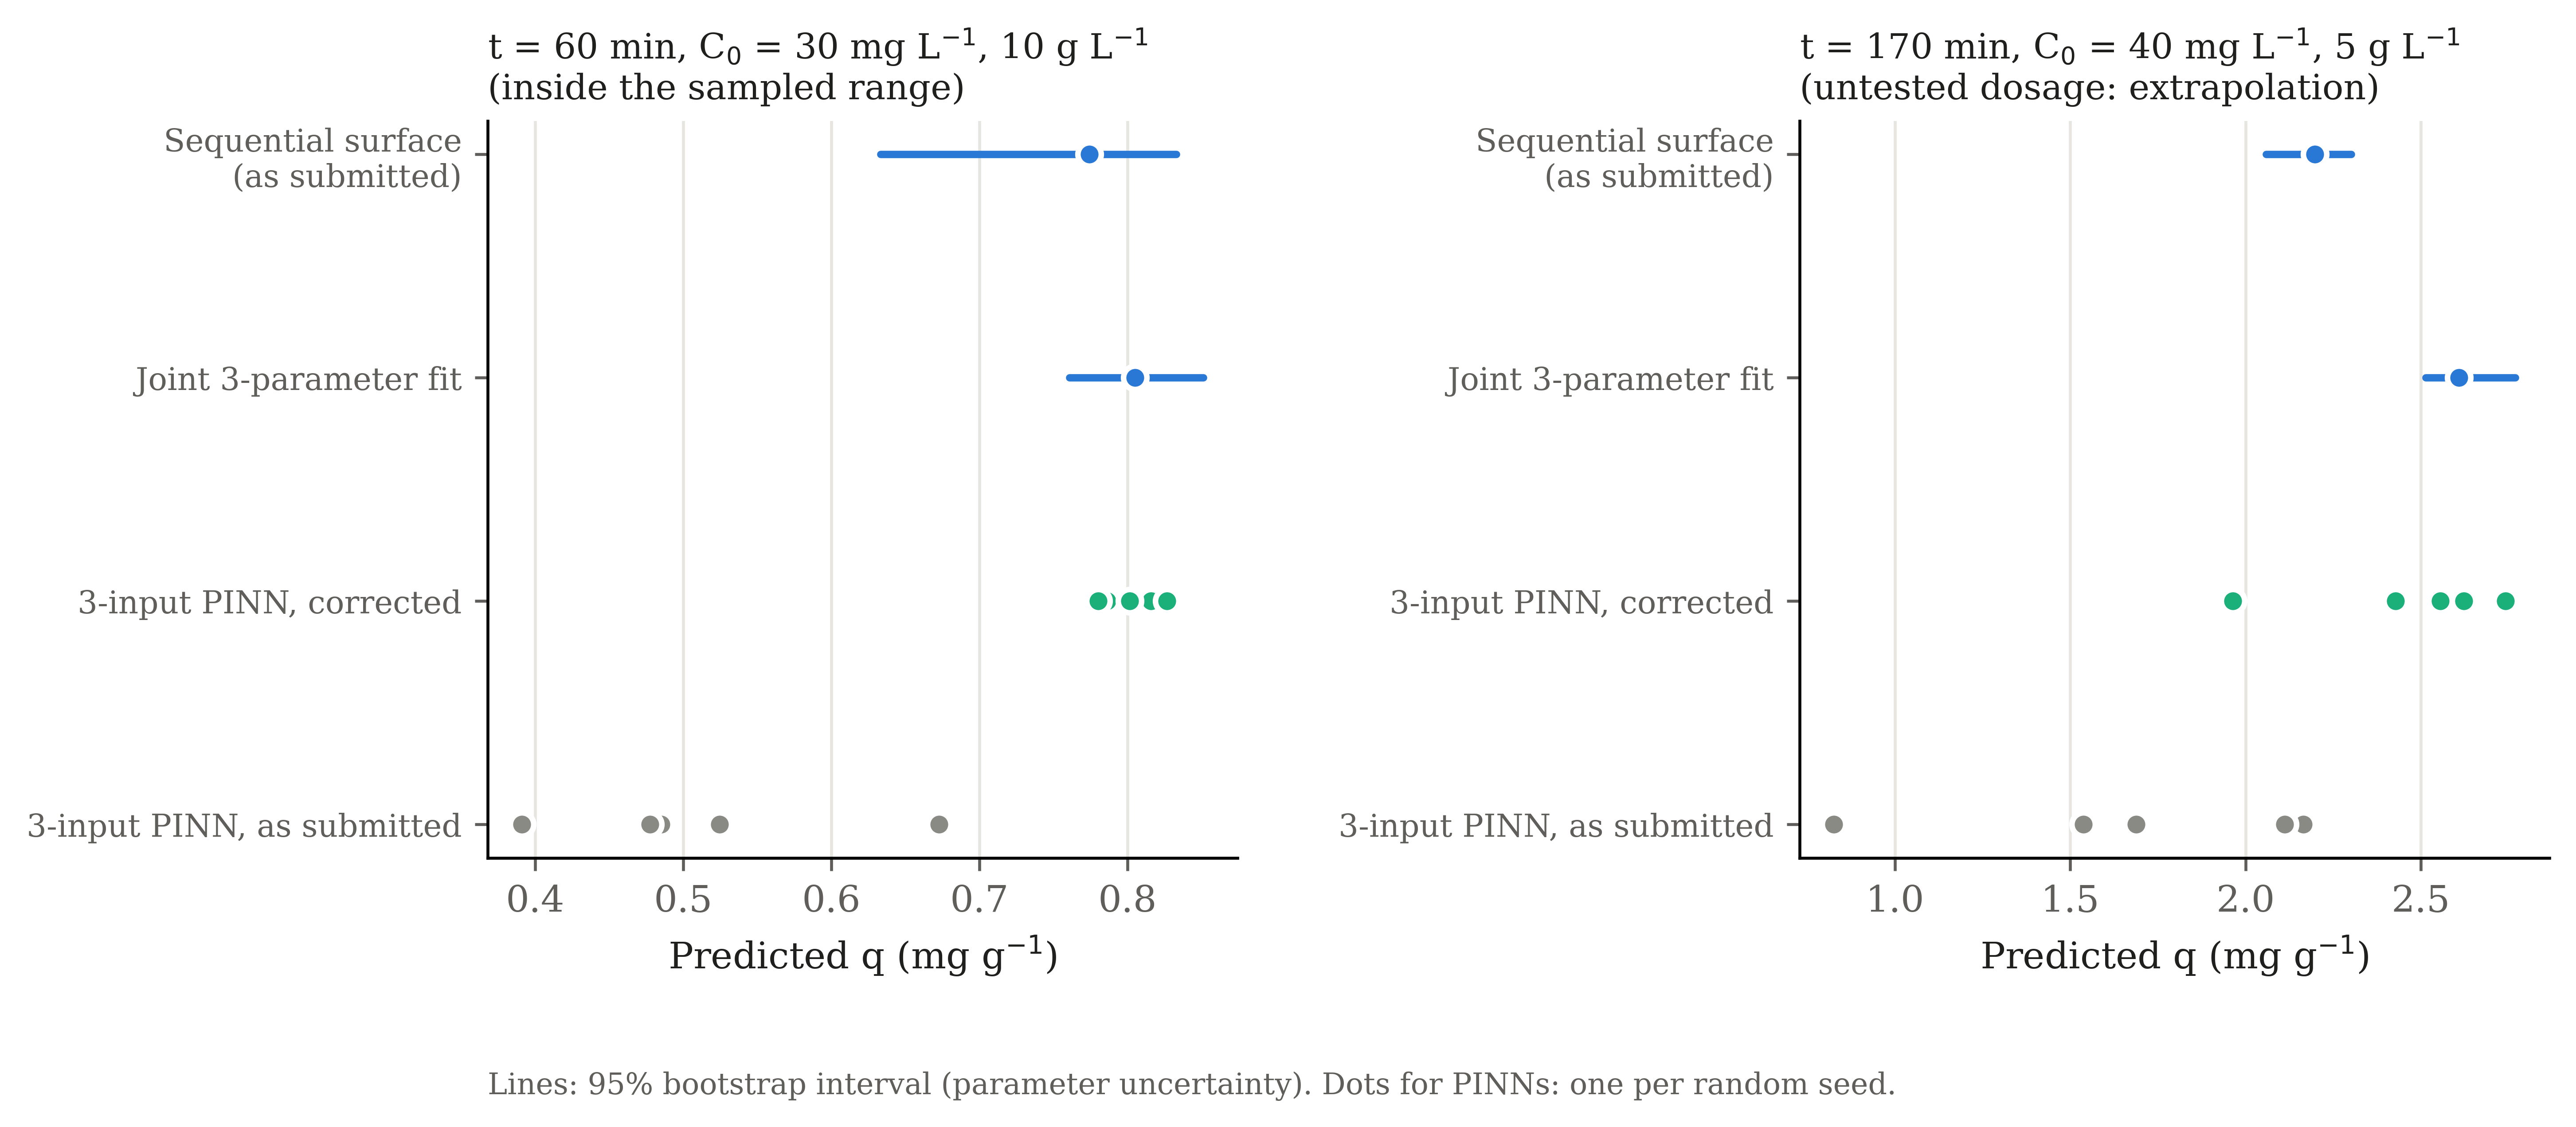 t = 60 min, C₀ = 30 mg L⁻¹, 10 g L⁻¹
(inside the sampled range)
Sequential surface
(as submitted)
Joint 3-parameter fit
3-input PINN, corrected
3-input PINN, as submitted
0.4 0.5 0.6 0.7 0.8
Predicted q (mg g⁻¹)
t = 170 min, C₀ = 40 mg L⁻¹, 5 g L⁻¹
(untested dosage: extrapolation)
Sequential surface
(as submitted)
Joint 3-parameter fit
3-input PINN, corrected
3-input PINN, as submitted
1.0 1.5 2.0 2.5
Predicted q (mg g⁻¹)
Lines: 95% bootstrap interval (parameter uncertainty). Dots for PINNs: one per random seed.